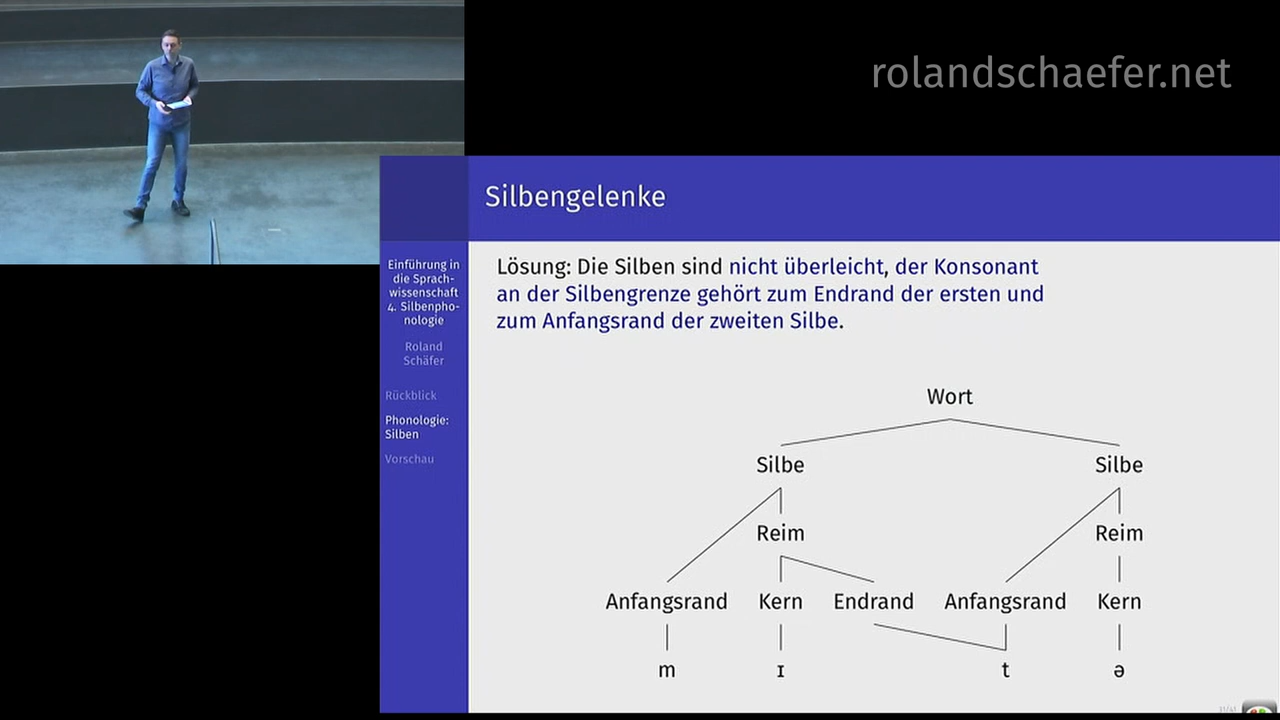 rolandschaefer.net
Silbengelenke
Einführung in
die Sprach-
wissenschaft
4. Silbenpho-
nologie
Roland
Schäfer
Rückblick
Phonologie:
Silben
Vorschau
Lösung: Die Silben sind nicht überleicht, der Konsonant
an der Silbengrenze gehört zum Endrand der ersten und
zum Anfangsrand der zweiten Silbe.
Wort
Silbe Silbe
Reim Reim
Anfangsrand Kern Endrand Anfangsrand Kern
m ɪ t ə